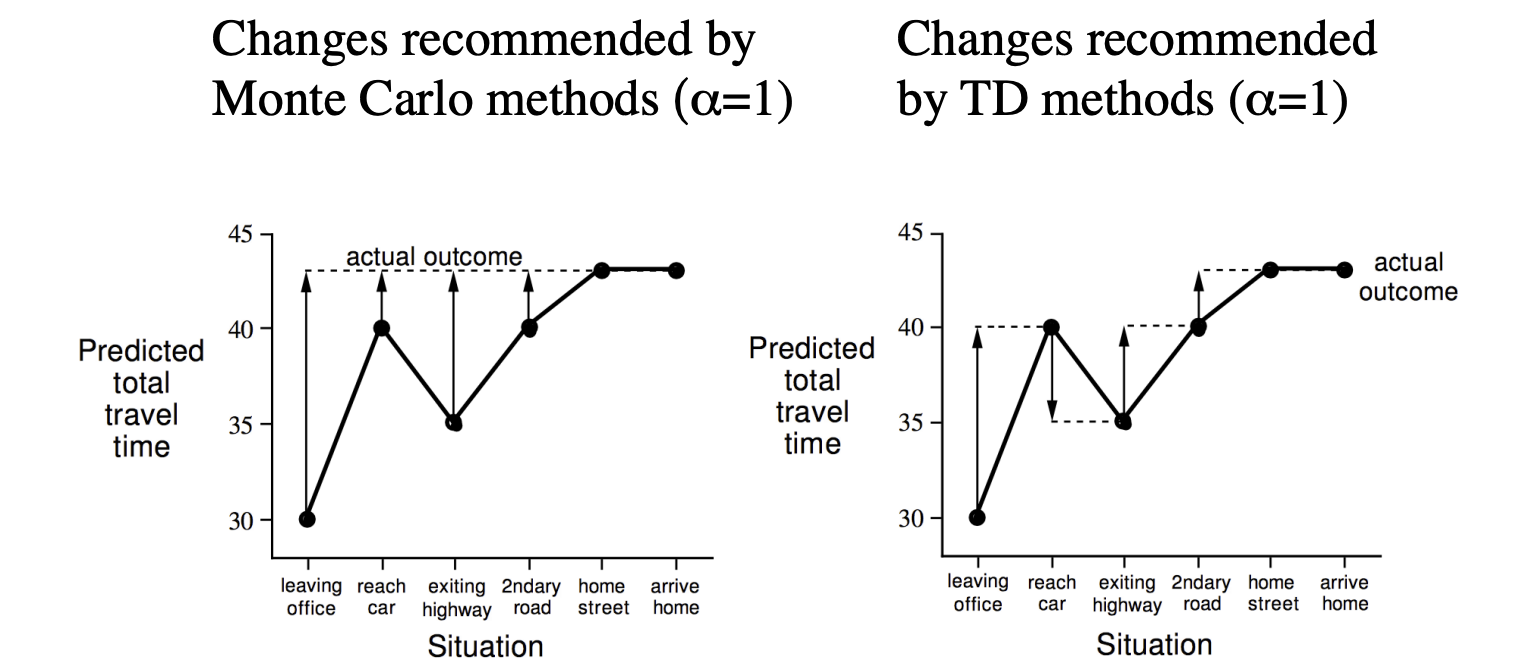 Changes recommended by
Monte Carlo methods (α=1)
45
40
35
30
Predicted
total
travel
time
actual outcome
leaving
office
reach
car
exiting
highway
2ndary
road
home
street
arrive
home
Situation
Changes recommended
by TD methods (α=1)
45
40
35
30
Predicted
total
travel
time
actual
outcome
leaving
office
reach
car
exiting
highway
2ndary
road
home
street
arrive
home
Situation